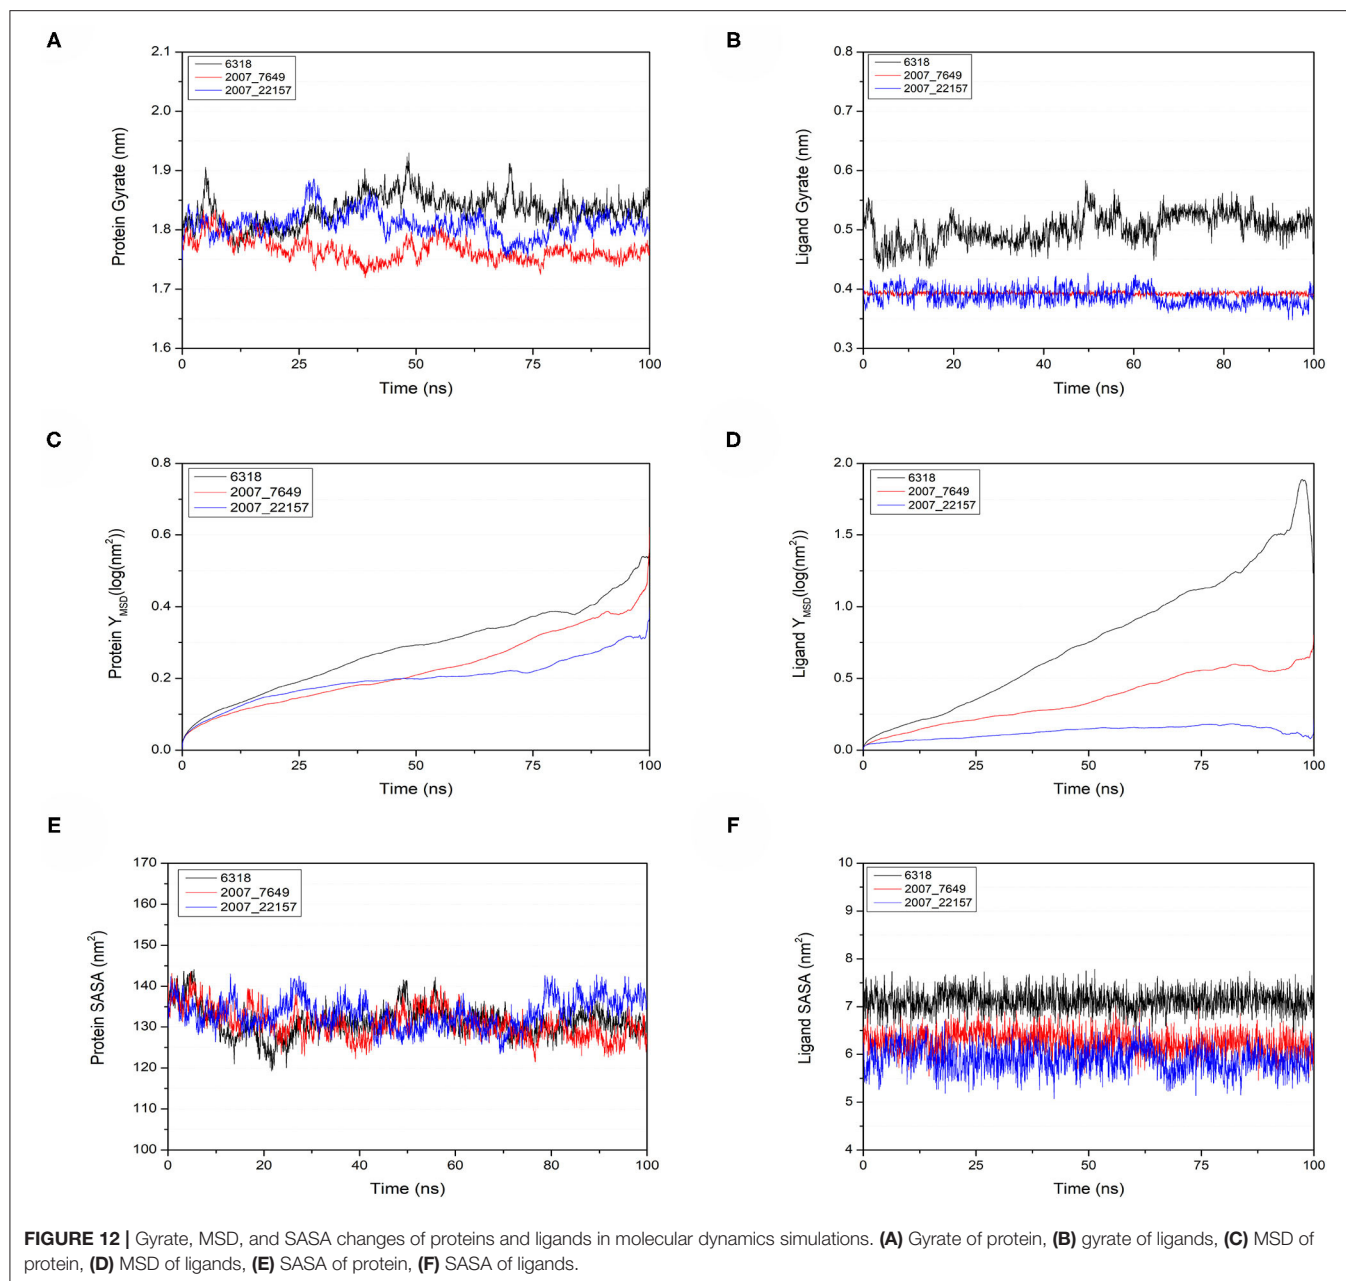 A
2.1
2.0
1.9
1.8
1.7
1.6
Protein Gyrate (nm)
6318
2007_7649
2007_22157
0 25 50 75 100
Time (ns)
B
0.8
0.7
0.6
0.5
0.4
0.3
Ligand Gyrate (nm)
6318
2007_7649
2007_22157
0 20 40 60 80 100
Time (ns)
C
0.8
0.6
0.4
0.2
0.0
Protein Y_MSD(log(nm²))
6318
2007_7649
2007_22157
0 25 50 75 100
Time (ns)
D
2.0
1.5
1.0
0.5
0.0
Ligand Y_MSD(log(nm²))
6318
2007_7649
2007_22157
0 25 50 75 100
Time (ns)
E
170
160
150
140
130
120
110
100
Protein SASA (nm²)
6318
2007_7649
2007_22157
0 20 40 60 80 100
Time (ns)
F
10
9
8
7
6
5
4
Ligand SASA (nm²)
6318
2007_7649
2007_22157
0 25 50 75 100
Time (ns)
FIGURE 12 | Gyrate, MSD, and SASA changes of proteins and ligands in molecular dynamics simulations. (A) Gyrate of protein, (B) gyrate of ligands, (C) MSD of
protein, (D) MSD of ligands, (E) SASA of protein, (F) SASA of ligands.